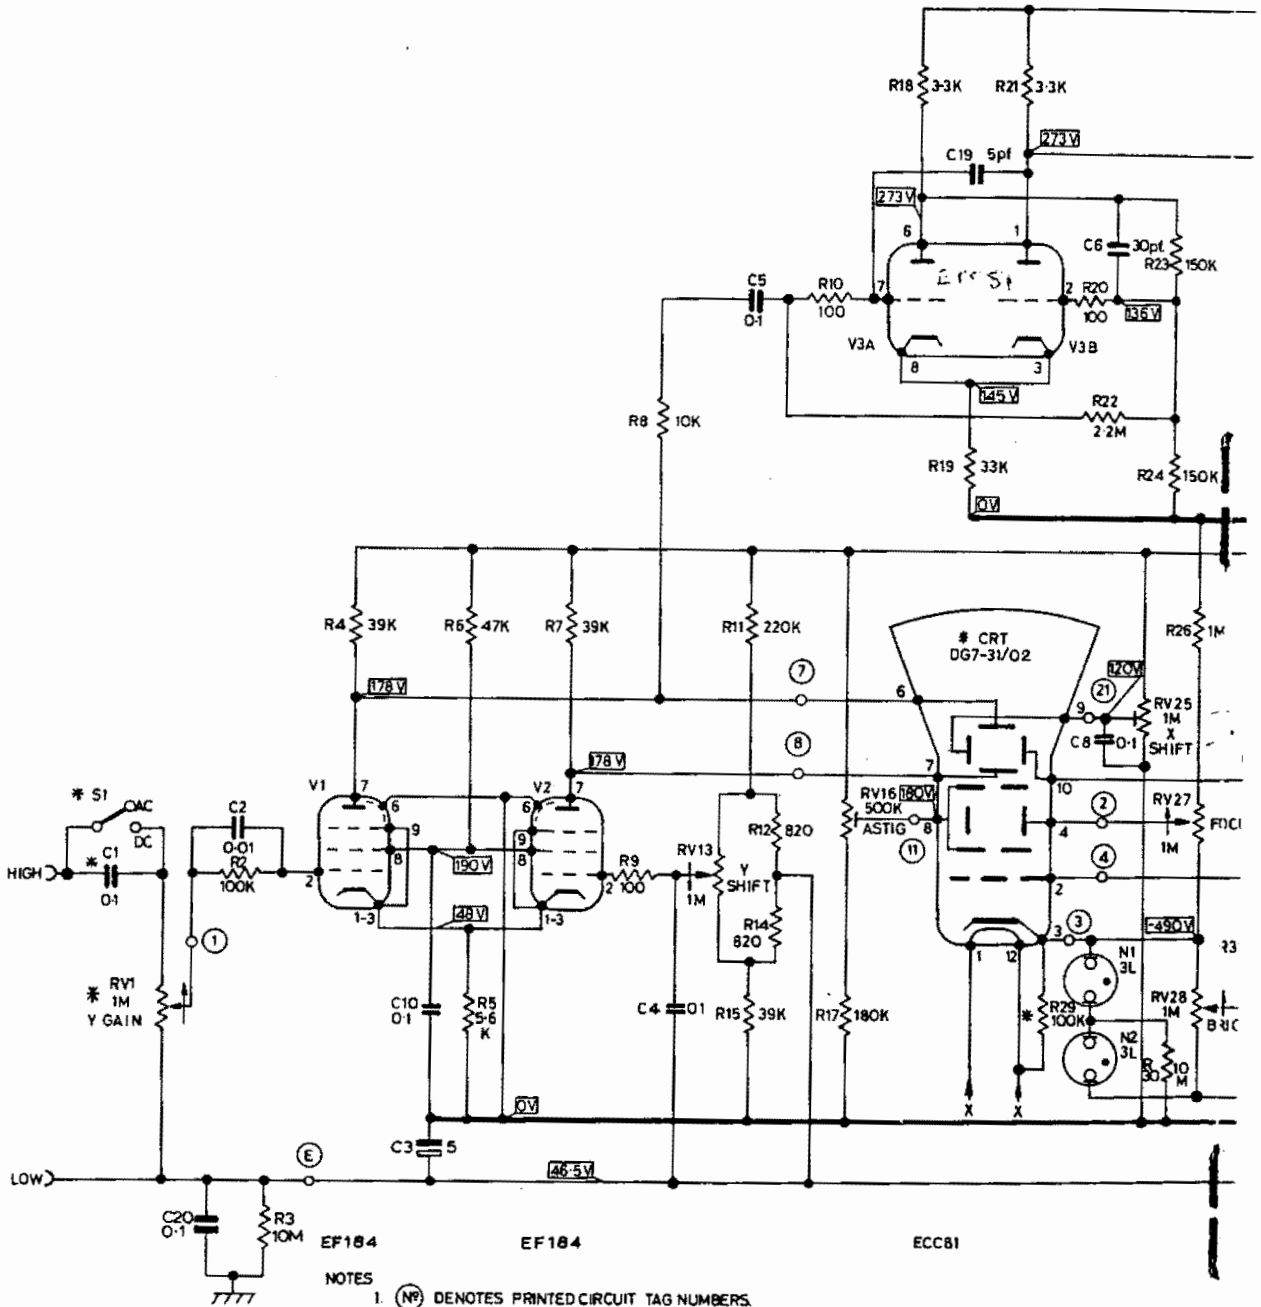 R18 3·3K R21 3·3K
273V
C19 5pf
273V
6 1
C6 30pf
R23 150K
C5
0·1
R10
100
7 2
R20
100
136V
V3A V3B
8 3
145V
R22
2·2M
R8 10K
R19 33K
R24 150K
0V
R4 39K R6 47K R7 39K R11 220K
* CRT
DG7-31/02
R26 1M
178V
7
6
120V
21
9
RV25
1M
X
SHIFT
C8 0·1
8
178V
7
10
V1 7 6 V2 6 7
* S1 AC
DC
C2
0·01
R2
100K
9 9
8 8
190V
RV16 180V
500K
ASTIG
8
11
R12 820
RV27
1M
4 2
HIGH
* C1
0·1
2
2 R9
100
RV13
1M
Y
SHIFT
4
2
1-3 48V 1-3
R14
820
1
3 3
-490V
1 12
N1
3L
* RV1
1M
Y GAIN
C10
0·1
R5
5·6
K
C4 01
R15 39K
R17 180K
* R29
100K
RV28
1M
N2
3L
R
30
10
M
X X
0V
C3 5
E
LOW
46·5V
C20
0·1
R3
10M
EF184 EF184 ECC81
NOTES
1. Nº DENOTES PRINTED CIRCUIT TAG NUMBERS.